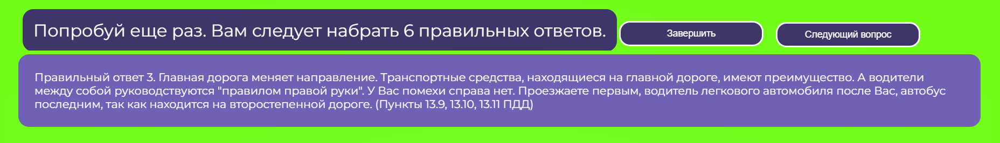 Попробуй еще раз. Вам следует набрать 6 правильных ответов.
Завершить
Следующий вопрос
Правильный ответ 3. Главная дорога меняет направление. Транспортные средства, находящиеся на главной дороге, имеют преимущество. А водители
между собой руководствуются "правилом правой руки". У Вас помехи справа нет. Проезжаете первым, водитель легкового автомобиля после Вас, автобус
последним, так как находится на второстепенной дороге. (Пункты 13.9, 13.10, 13.11 ПДД)